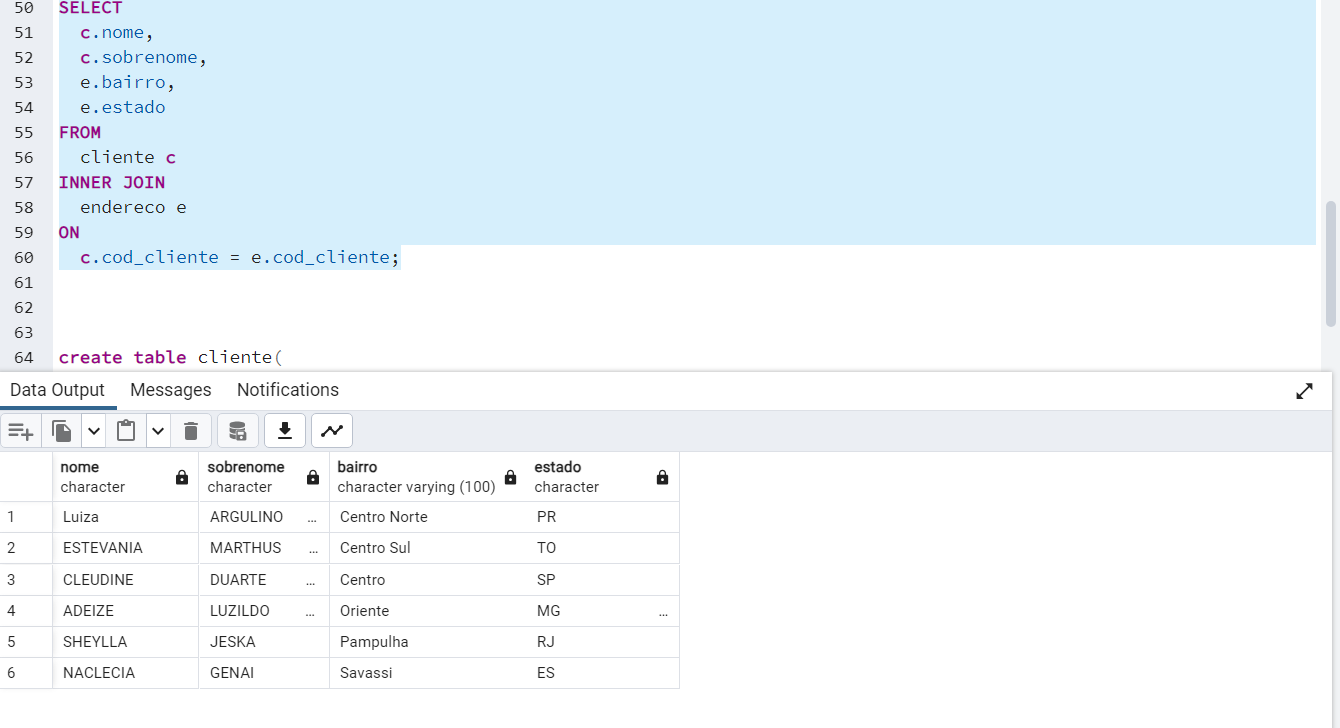 50 SELECT
51 c.nome,
52 c.sobrenome,
53 e.bairro,
54 e.estado
55 FROM
56 cliente c
57 INNER JOIN
58 endereco e
59 ON
60 c.cod_cliente = e.cod_cliente;
61
62
63
64 create table cliente(
Data Output Messages Notifications
nome sobrenome bairro estado
character character character varying (100) character
1 Luiza ARGULINO ... Centro Norte PR
2 ESTEVANIA MARTHUS ... Centro Sul TO
3 CLEUDINE DUARTE ... Centro SP
4 ADEIZE LUZILDO ... Oriente MG ...
5 SHEYLLA JESKA Pampulha RJ
6 NACLECIA GENAI Savassi ES